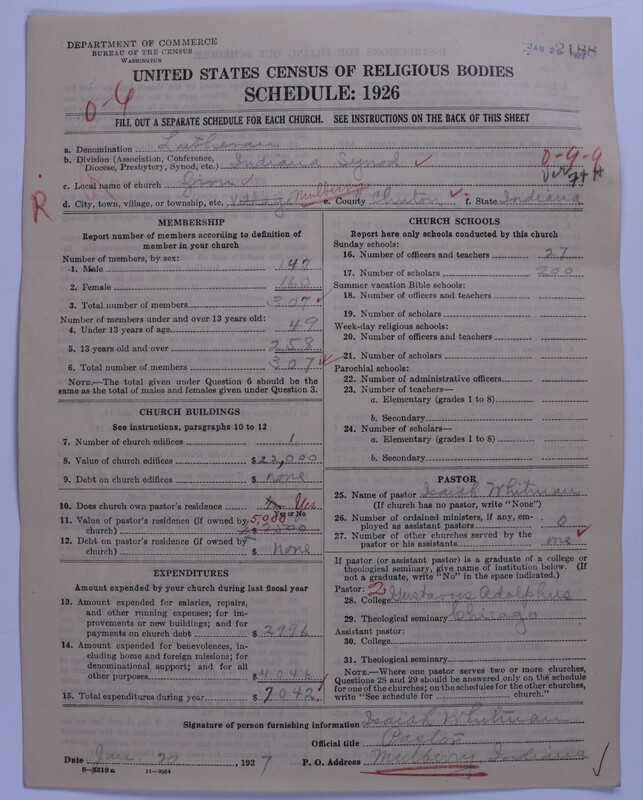 DEPARTMENT OF COMMERCE
BUREAU OF THE CENSUS
WASHINGTON
2188
UNITED STATES CENSUS OF RELIGIOUS BODIES
SCHEDULE: 1926
FILL OUT A SEPARATE SCHEDULE FOR EACH CHURCH. SEE INSTRUCTIONS ON THE BACK OF THIS SHEET
a. Denomination Lutheran
b. Division (Association, Conference, Diocese, Presbytery, Synod, etc.) Indiana Synod
c. Local name of church
d. City, town, village, or township, etc. Village Mulberry e. County Clinton f. State Indiana
R
MEMBERSHIP
Report number of members according to definition of member in your church
Number of members, by sex:
1. Male 147
2. Female 160
3. Total number of members 307
Number of members under and over 13 years old:
4. Under 13 years of age 49
5. 13 years old and over 258
6. Total number of members 307
NOTE.—The total given under Question 6 should be the same as the total of males and females given under Question 3.
CHURCH BUILDINGS
See instructions, paragraphs 10 to 12
7. Number of church edifices 1
8. Value of church edifices $22,000
9. Debt on church edifices $ none
10. Does church own pastor's residence Yes
Yes or No
11. Value of pastor's residence (if owned by church) $ 5,000
12. Debt on pastor's residence (if owned by church) $ none
EXPENDITURES
Amount expended by your church during last fiscal year
13. Amount expended for salaries, repairs, and other running expenses; for improvements or new buildings; and for payments on church debt $ 2996
14. Amount expended for benevolences, including home and foreign missions; for denominational support; and for all other purposes $ 4046
15. Total expenditures during year $ 7042
CHURCH SCHOOLS
Report here only schools conducted by this church
Sunday schools:
16. Number of officers and teachers 27
17. Number of scholars 200
Summer vacation Bible schools:
18. Number of officers and teachers
19. Number of scholars
Week-day religious schools:
20. Number of officers and teachers
21. Number of scholars
Parochial schools:
22. Number of administrative officers
23. Number of teachers—
a. Elementary (grades 1 to 8)
b. Secondary
24. Number of scholars—
a. Elementary (grades 1 to 8)
b. Secondary
PASTOR
25. Name of pastor Isaiah Whitman
(If church has no pastor, write "None")
26. Number of ordained ministers, if any, employed as assistant pastors 0
27. Number of other churches served by the pastor or his assistants one
If pastor (or assistant pastor) is a graduate of a college or theological seminary, give name of institution below. (If not a graduate, write "No" in the space indicated.)
Pastor: 2
28. College Gustavus Adolphus
29. Theological seminary Chicago
Assistant pastor:
30. College
31. Theological seminary
NOTE.—Where one pastor serves two or more churches, Questions 28 and 29 should be answered only on the schedule for one of the churches; on the schedules for the other churches, write "See schedule for ____ church."
Signature of person furnishing information Isaiah Whitman
Official title Pastor
Date Jan. 20, 1927 P. O. Address Mulberry Indiana
6—5518a 11—9684